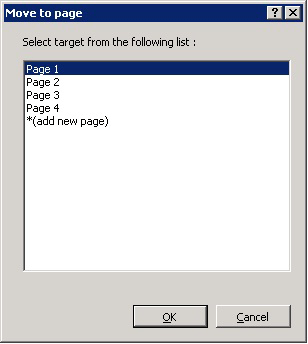 Move to page
Select target from the following list :
Page 1
Page 2
Page 3
Page 4
*(add new page)
OK
Cancel